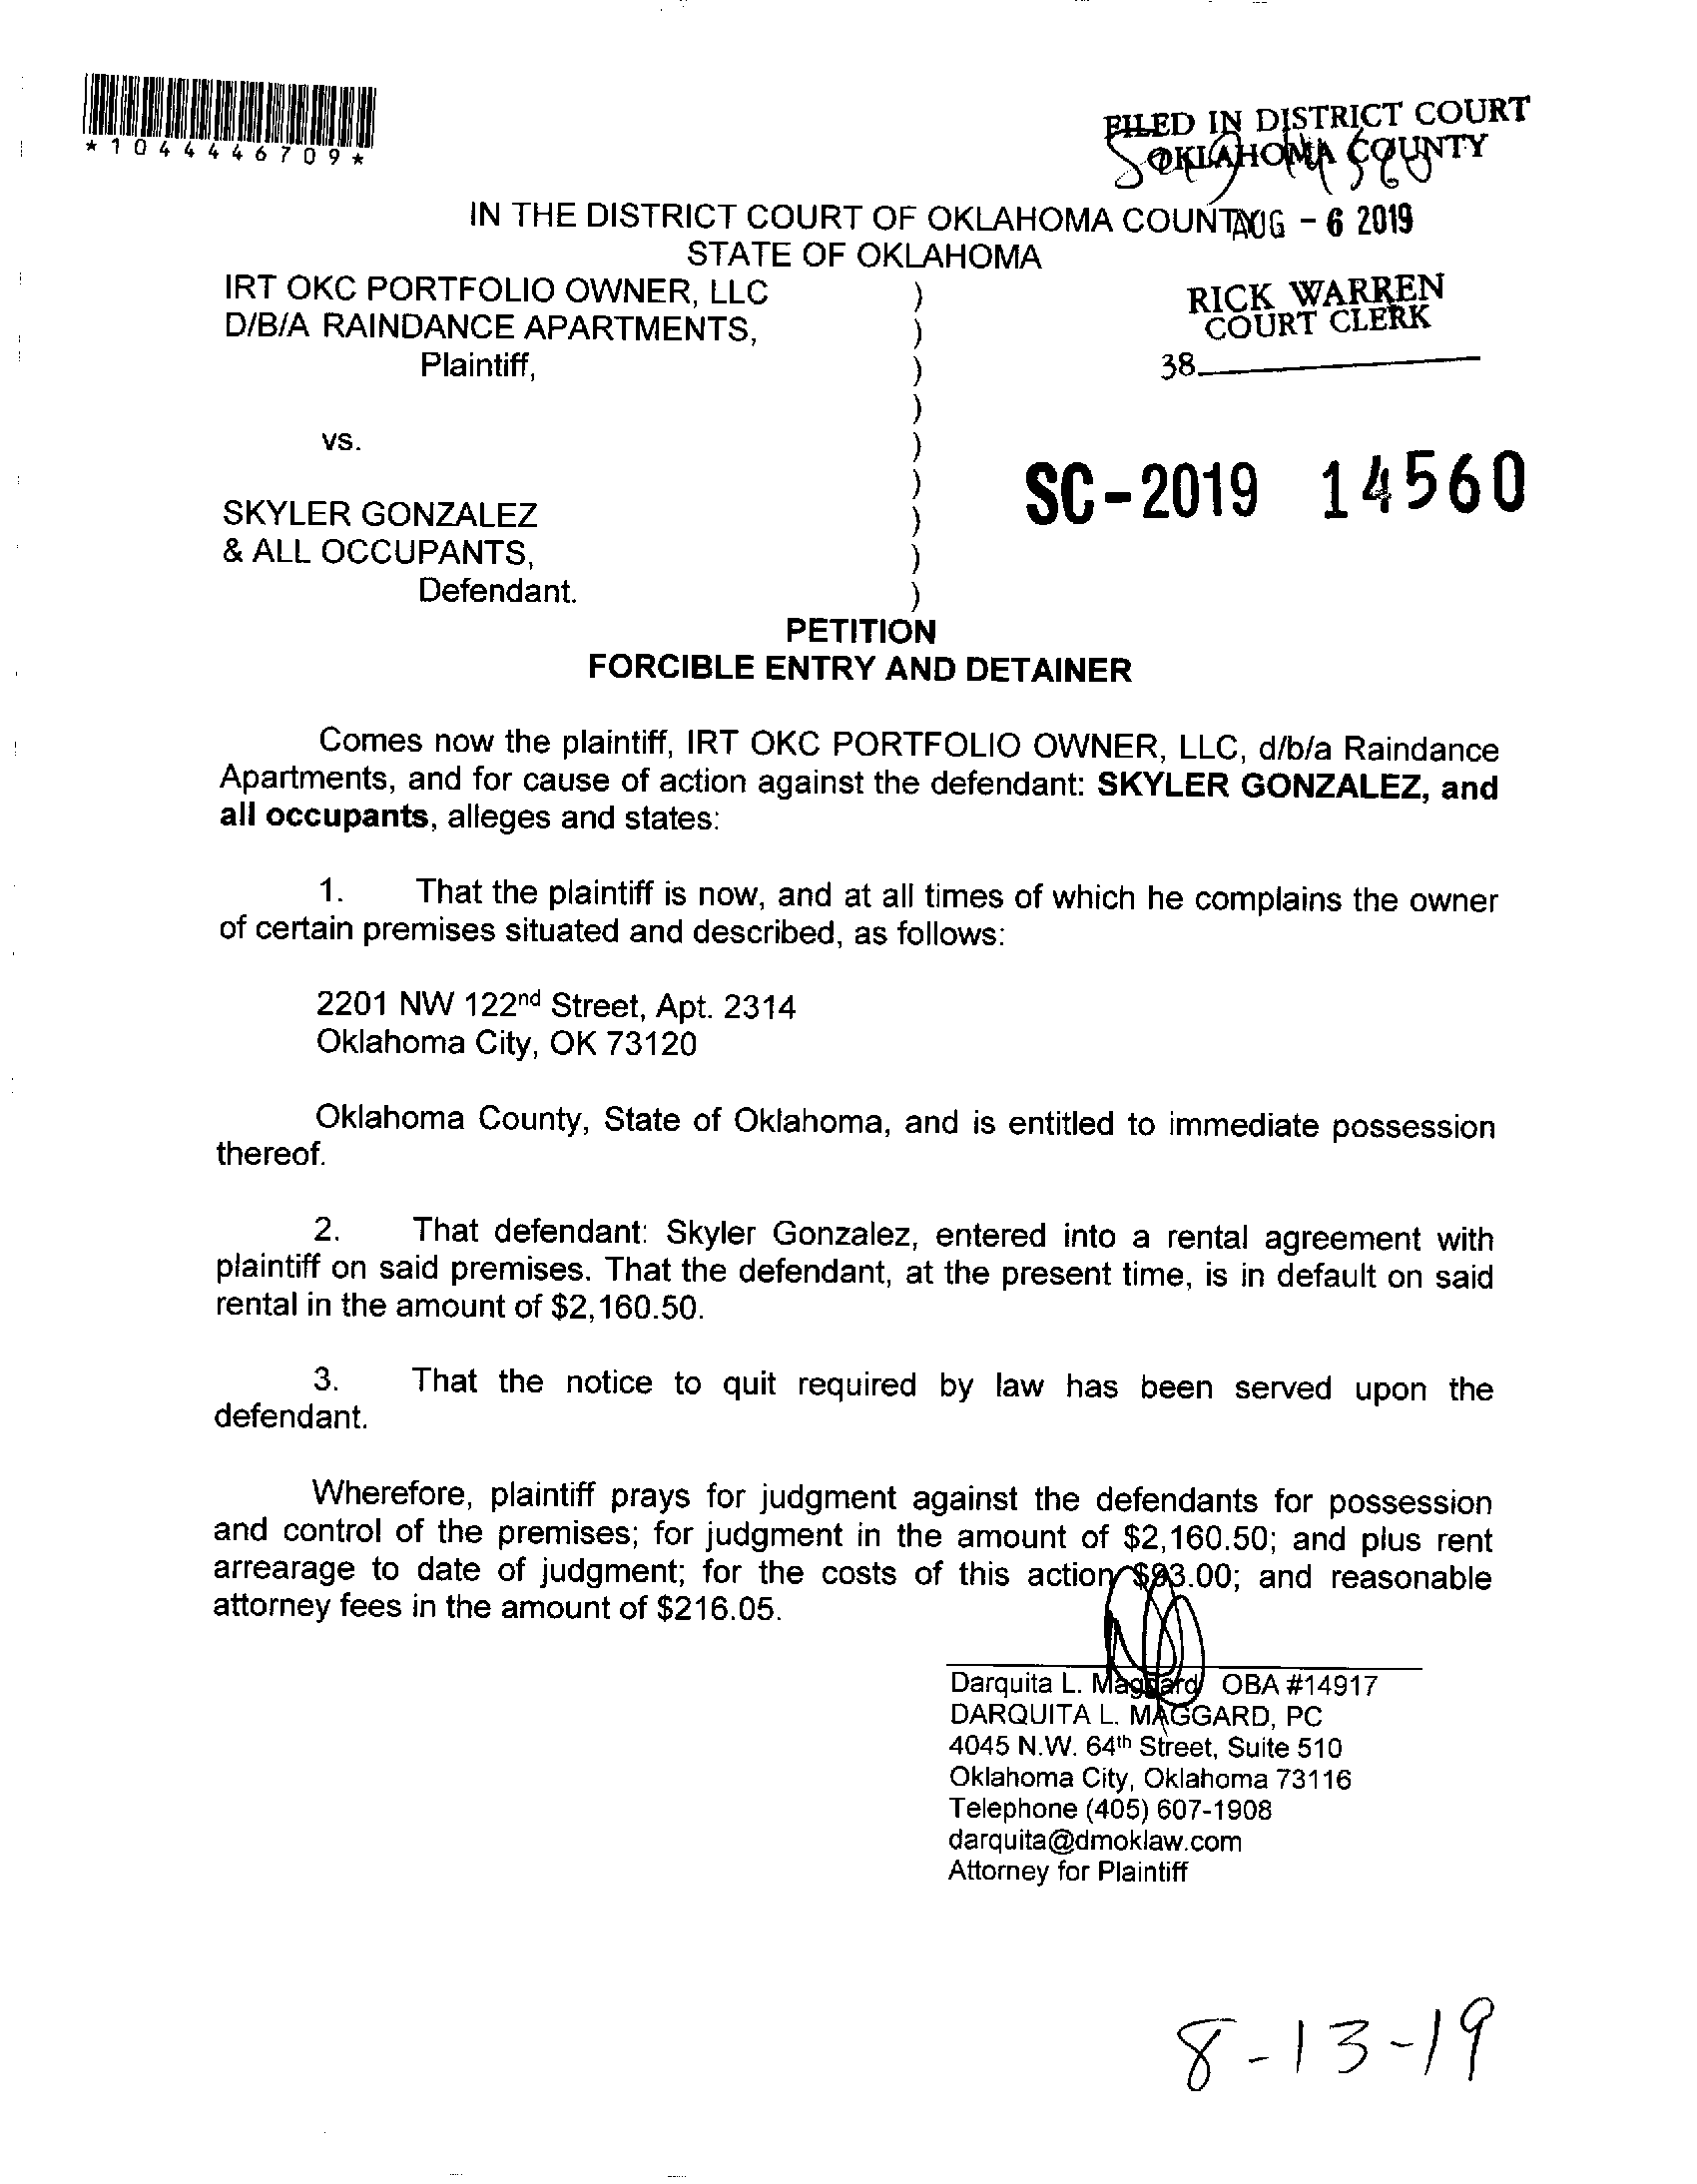 *1044446709*
FILED IN DISTRICT COURT
OKLAHOMA COUNTY
IN THE DISTRICT COURT OF OKLAHOMA COUNTY
AUG - 6 2019
STATE OF OKLAHOMA
IRT OKC PORTFOLIO OWNER, LLC )
D/B/A RAINDANCE APARTMENTS, )
Plaintiff, )
)
vs. )
)
SKYLER GONZALEZ )
& ALL OCCUPANTS, )
Defendant. )
RICK WARREN
COURT CLERK
38
SC-2019 14560
PETITION
FORCIBLE ENTRY AND DETAINER
Comes now the plaintiff, IRT OKC PORTFOLIO OWNER, LLC, d/b/a Raindance
Apartments, and for cause of action against the defendant: SKYLER GONZALEZ, and
all occupants, alleges and states:
1. That the plaintiff is now, and at all times of which he complains the owner
of certain premises situated and described, as follows:
2201 NW 122nd Street, Apt. 2314
Oklahoma City, OK 73120
Oklahoma County, State of Oklahoma, and is entitled to immediate possession
thereof.
2. That defendant: Skyler Gonzalez, entered into a rental agreement with
plaintiff on said premises. That the defendant, at the present time, is in default on said
rental in the amount of $2,160.50.
3. That the notice to quit required by law has been served upon the
defendant.
Wherefore, plaintiff prays for judgment against the defendants for possession
and control of the premises; for judgment in the amount of $2,160.50; and plus rent
arrearage to date of judgment; for the costs of this action $93.00; and reasonable
attorney fees in the amount of $216.05.
Darquita L. Maggard OBA #14917
DARQUITA L. MAGGARD, PC
4045 N.W. 64th Street, Suite 510
Oklahoma City, Oklahoma 73116
Telephone (405) 607-1908
darquita@dmoklaw.com
Attorney for Plaintiff
8-13-19